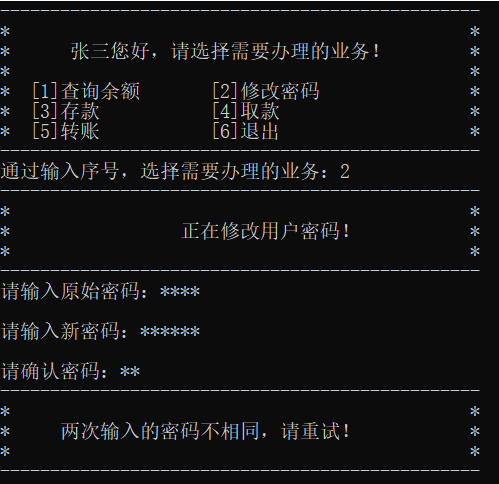 ------------------------------------------------
*                                              *
*      张三您好，请选择需要办理的业务！         *
*                                              *
*  [1]查询余额       [2]修改密码               *
*  [3]存款           [4]取款                   *
*  [5]转账           [6]退出                   *
------------------------------------------------
通过输入序号，选择需要办理的业务：2
------------------------------------------------
*                                              *
*                 正在修改用户密码！            *
*                                              *
------------------------------------------------
请输入原始密码：****
请输入新密码：******
请确认密码：**
------------------------------------------------
*                                              *
*     两次输入的密码不相同，请重试！            *
*                                              *
------------------------------------------------